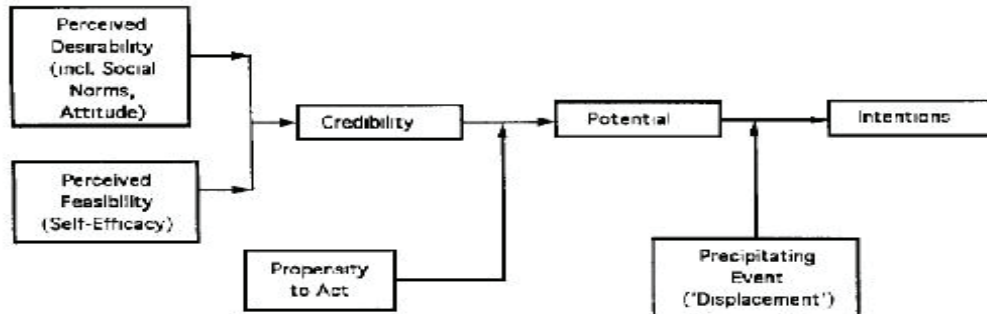 Perceived
Desirability
(incl. Social
Norms,
Attitude)
Credibility
Potential
Intentions
Perceived
Feasibility
(Self-Efficacy)
Propensity
to Act
Precipitating
Event
("Displacement")